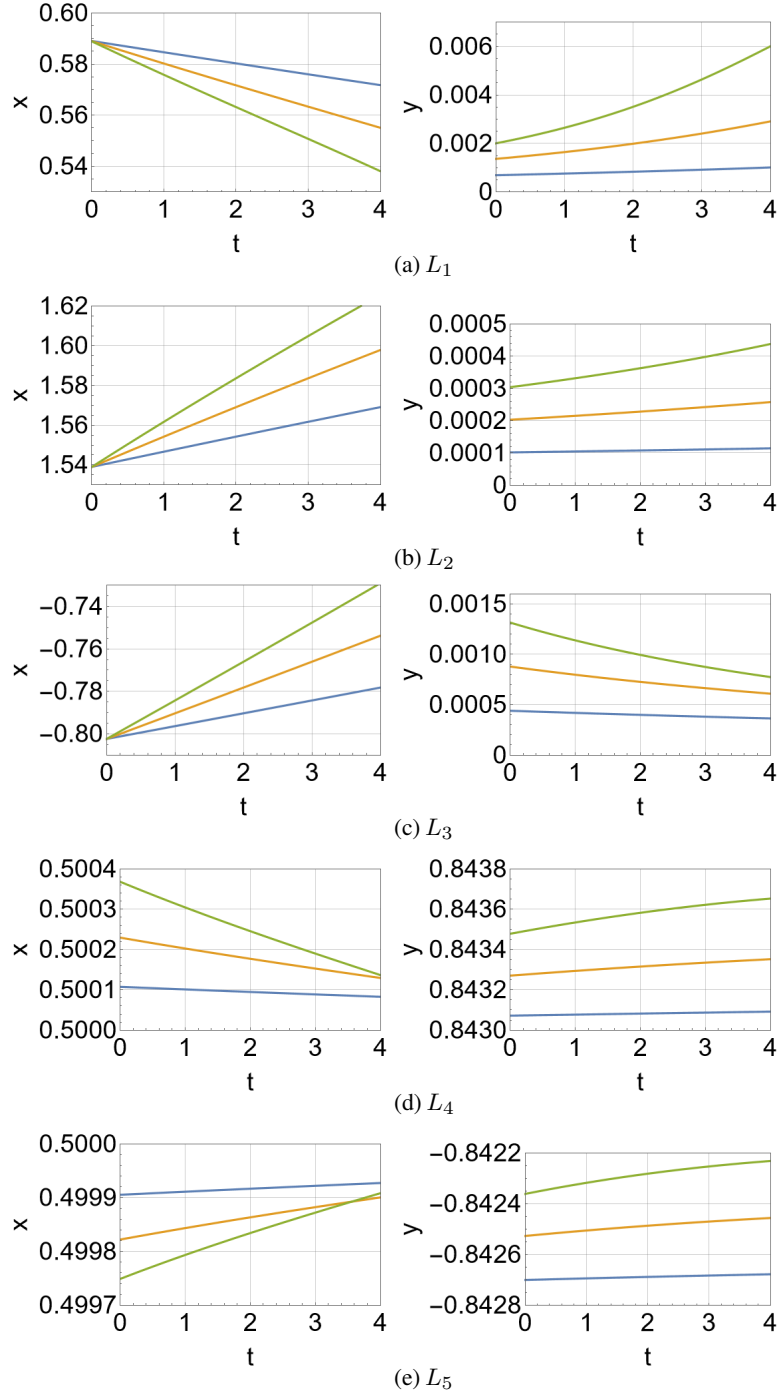 0.60
0.58
0.56
0.54
x
0 1 2 3 4
t
0.006
0.004
0.002
0
y
0 1 2 3 4
t
(a) L₁
1.62
1.60
1.58
1.56
1.54
x
0 1 2 3 4
t
0.0005
0.0004
0.0003
0.0002
0.0001
0
y
0 1 2 3 4
t
(b) L₂
−0.74
−0.76
−0.78
−0.80
x
0 1 2 3 4
t
0.0015
0.0010
0.0005
0
y
0 1 2 3 4
t
(c) L₃
0.5004
0.5003
0.5002
0.5001
0.5000
x
0 1 2 3 4
t
0.8438
0.8436
0.8434
0.8432
0.8430
y
0 1 2 3 4
t
(d) L₄
0.5000
0.4999
0.4998
0.4997
x
0 1 2 3 4
t
−0.8422
−0.8424
−0.8426
−0.8428
y
0 1 2 3 4
t
(e) L₅